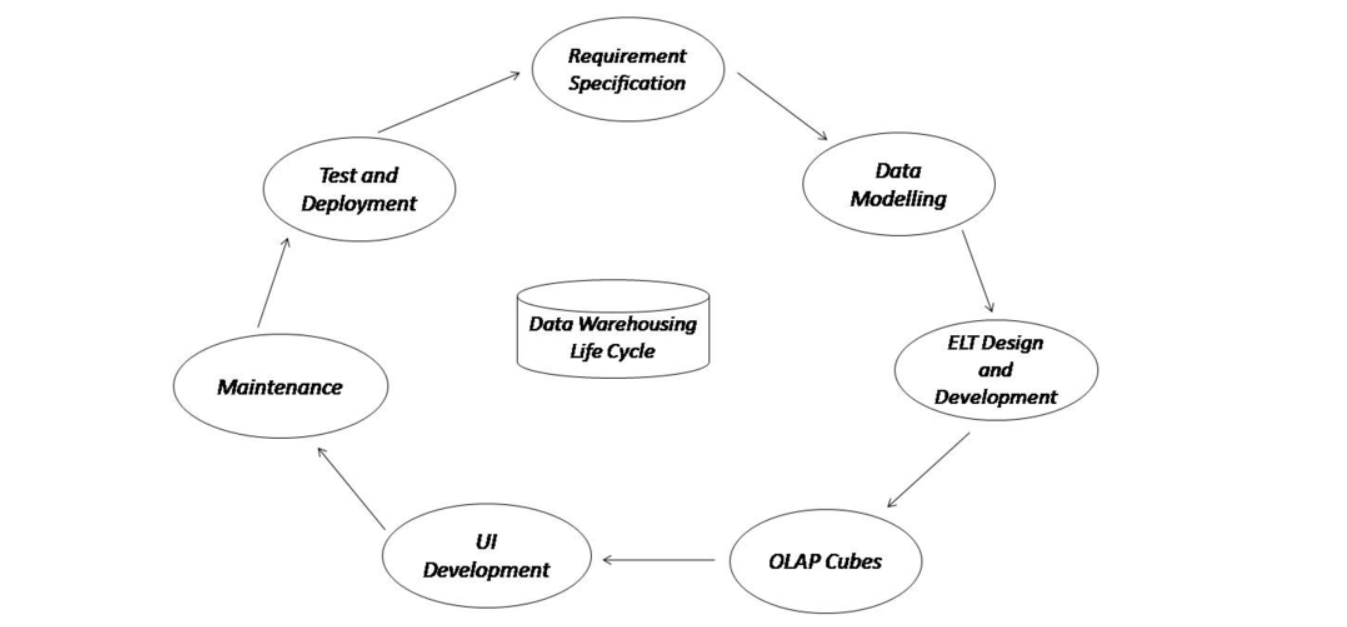 Requirement
Specification
Data
Modelling
ELT Design
and
Development
OLAP Cubes
UI
Development
Maintenance
Test and
Deployment
Data Warehousing
Life Cycle